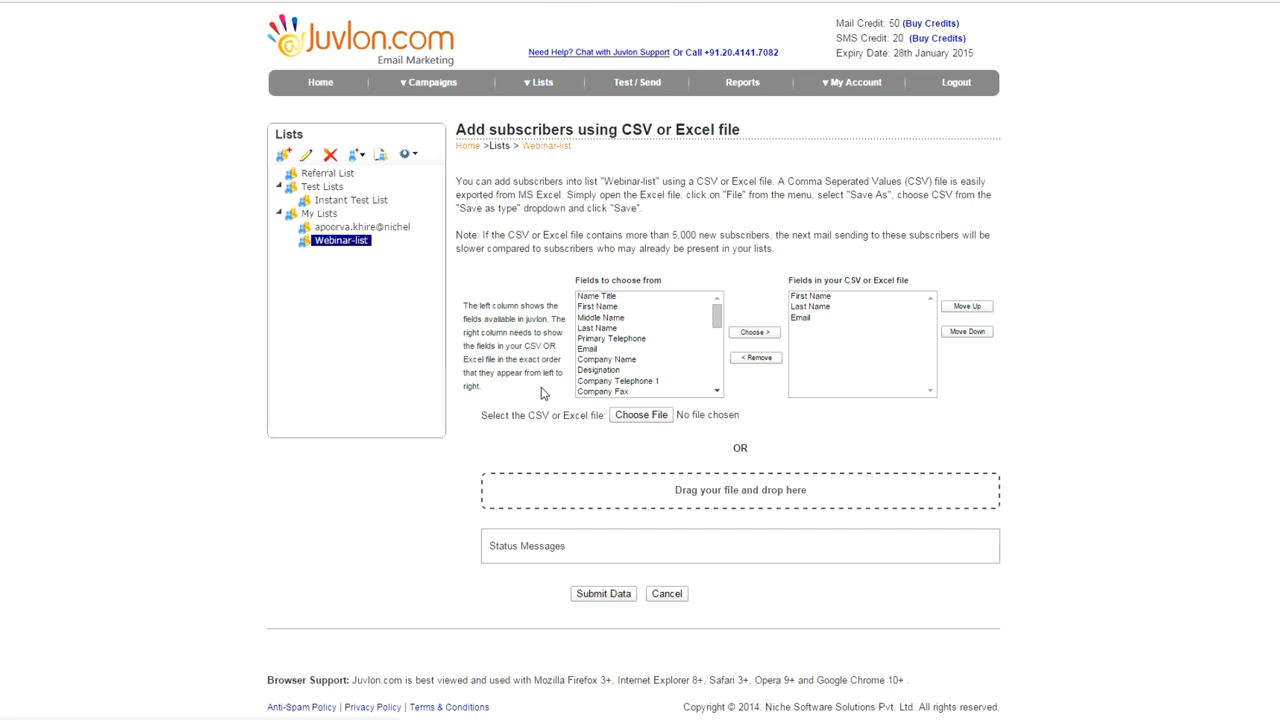 Juvlon.com
Email Marketing
Need Help? Chat with Juvlon Support Or Call +91.20.4141.7082
Mail Credit: 50 (Buy Credits)
SMS Credit: 20 (Buy Credits)
Expiry Date: 28th January 2015
Home
Campaigns
Lists
Test / Send
Reports
My Account
Logout
Lists
Referral List
Test Lists
Instant Test List
My Lists
apoorva.khire@nichel
Webinar-list
Add subscribers using CSV or Excel file
Home >Lists > Webinar-list
You can add subscribers into list "Webinar-list" using a CSV or Excel file. A Comma Seperated Values (CSV) file is easily
exported from MS Excel. Simply open the Excel file, click on "File" from the menu, select "Save As", choose CSV from the
"Save as type" dropdown and click "Save".
Note: If the CSV or Excel file contains more than 5,000 new subscribers, the next mail sending to these subscribers will be
slower compared to subscribers who may already be present in your lists.
The left column shows the
fields available in juvlon. The
right column needs to show
the fields in your CSV OR
Excel file in the exact order
that they appear from left to
right.
Fields to choose from
Name Title
First Name
Middle Name
Last Name
Primary Telephone
Email
Company Name
Designation
Company Telephone 1
Company Fax
Choose >
< Remove
Fields in your CSV or Excel file
First Name
Last Name
Email
Move Up
Move Down
Select the CSV or Excel file: Choose File No file chosen
OR
Drag your file and drop here
Status Messages
Submit Data
Cancel
Browser Support: Juvlon.com is best viewed and used with Mozilla Firefox 3+, Internet Explorer 8+, Safari 3+, Opera 9+ and Google Chrome 10+ .
Anti-Spam Policy | Privacy Policy | Terms & Conditions
Copyright © 2014. Niche Software Solutions Pvt. Ltd. All rights reserved.